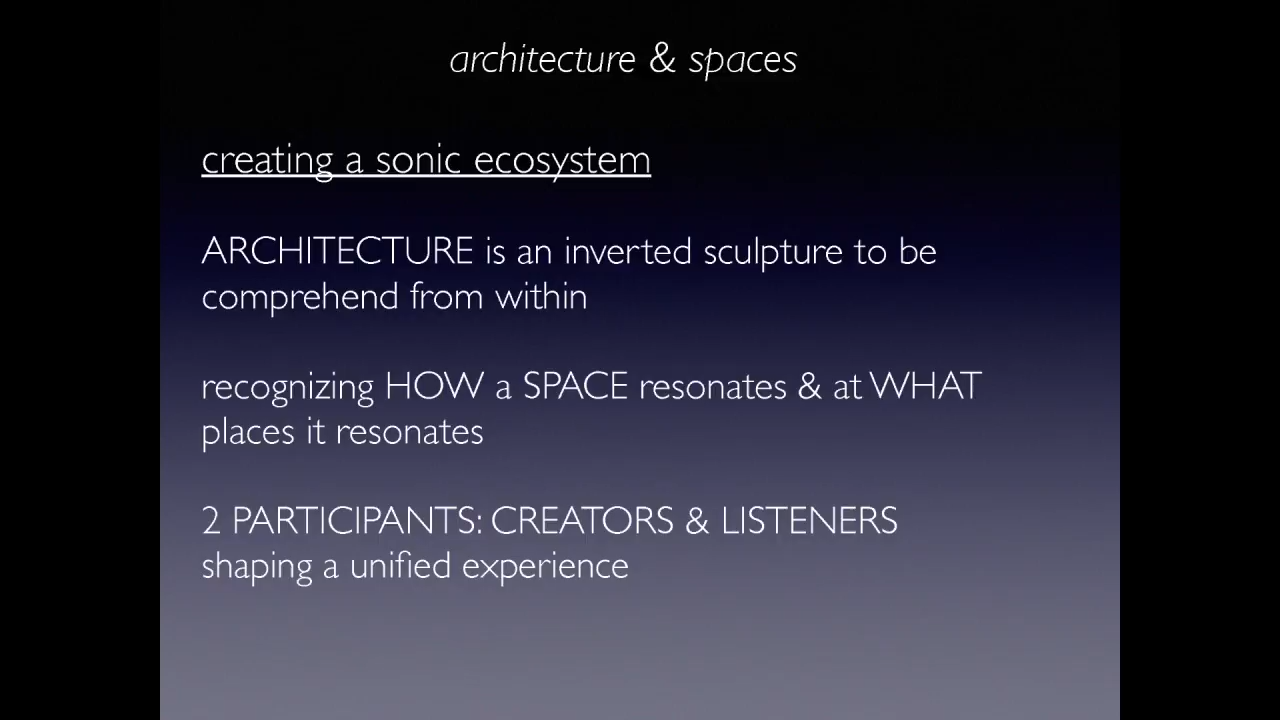 architecture & spaces
creating a sonic ecosystem
ARCHITECTURE is an inverted sculpture to be
comprehend from within
recognizing HOW a SPACE resonates & at WHAT
places it resonates
2 PARTICIPANTS: CREATORS & LISTENERS
shaping a unified experience